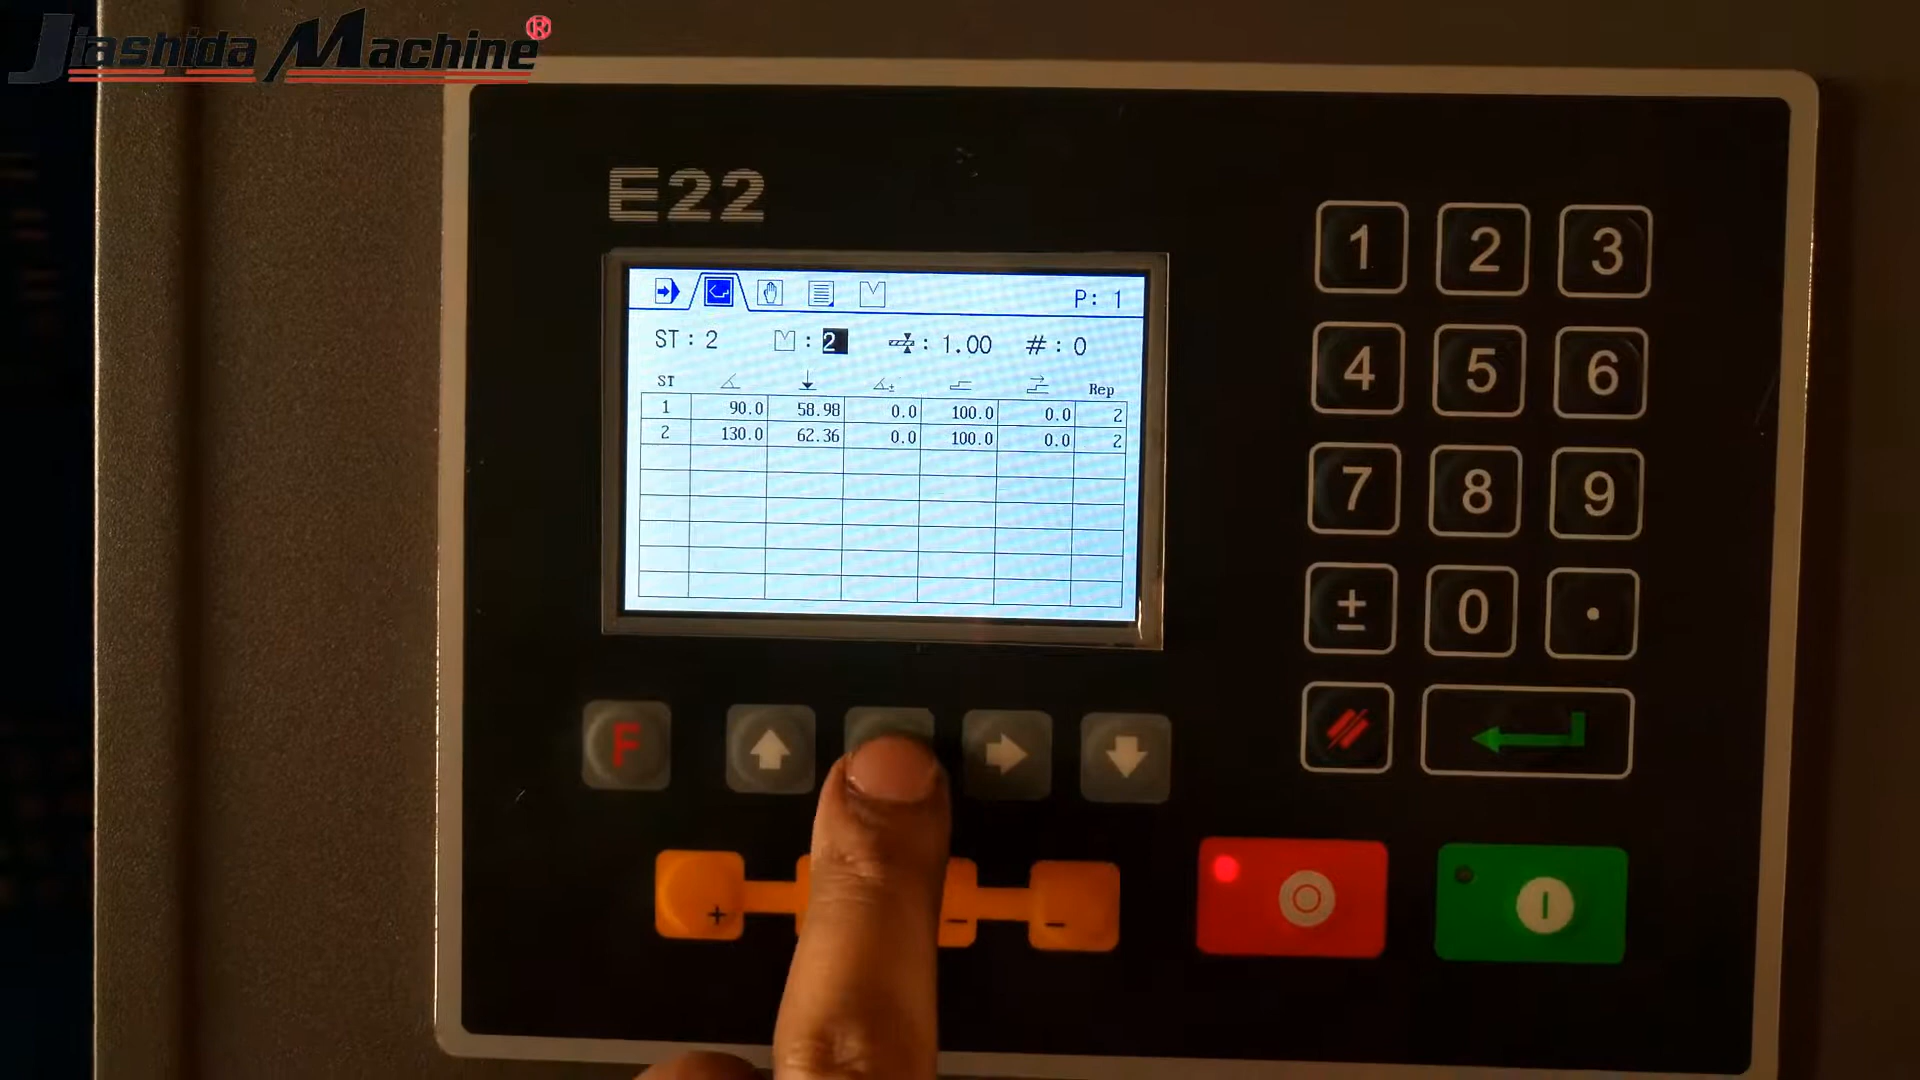 Jiashida Machine®
E22
P: 1
ST: 2 : 2 : 1.00 #: 0
ST ± Rep
1 90.0 58.98 0.0 100.0 0.0 2
2 130.0 62.36 0.0 100.0 0.0 2
1 2 3
4 5 6
7 8 9
± 0 .
F
+ - -